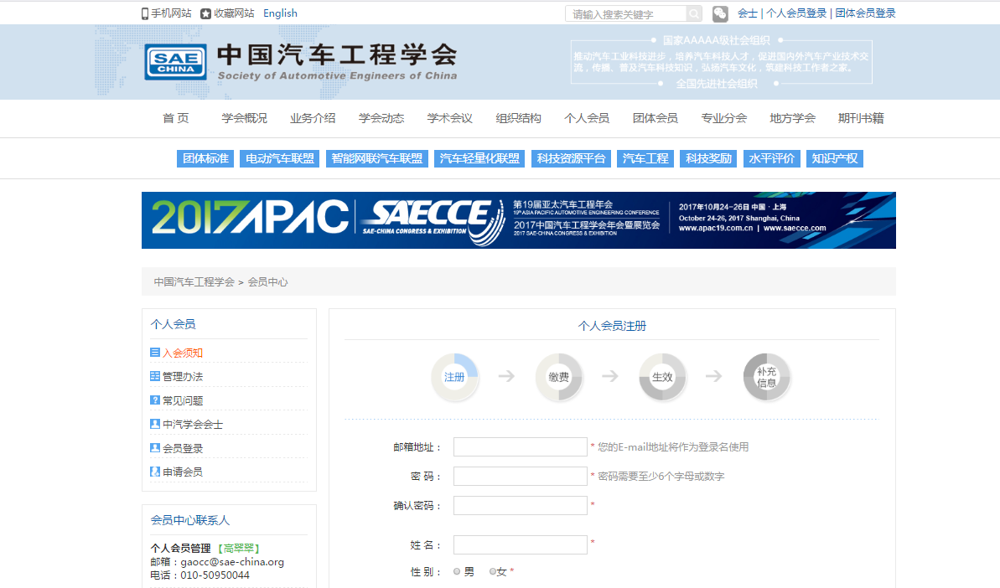 手机网站 收藏网站 English 请输入搜索关键字 会士 | 个人会员登录 | 团体会员登录
SAE CHINA
中国汽车工程学会
Society of Automotive Engineers of China
国家AAAAA级社会组织
推动汽车工业科技进步，培养汽车科技人才，促进国内外汽车产业技术交
流，传播、普及汽车科技知识，弘扬汽车文化，筑建科技工作者之家。
全国先进社会组织
首 页 学会概况 业务介绍 学会动态 学术会议 组织结构 个人会员 团体会员 专业分会 地方学会 期刊书籍
团体标准 电动汽车联盟 智能网联汽车联盟 汽车轻量化联盟 科技资源平台 汽车工程 科技奖励 水平评价 知识产权
2017APAC
SAECCE
SAE-CHINA CONGRESS & EXHIBITION
第19届亚太汽车工程年会
19th ASIA PACIFIC AUTOMOTIVE ENGINEERING CONFERENCE
2017中国汽车工程学会年会暨展览会
2017 SAE-CHINA CONGRESS & EXHIBITION
2017年10月24-26日 中国 · 上海
October 24-26, 2017 Shanghai, China
www.apac19.com.cn | www.saecce.com
中国汽车工程学会 > 会员中心
个人会员
入会须知
管理办法
常见问题
中汽学会会士
会员登录
申请会员
会员中心联系人
个人会员管理 【高翠翠】
邮箱：gaocc@sae-china.org
电话：010-50950044
个人会员注册
注册 缴费 生效 补充信息
邮箱地址： * 您的E-mail地址将作为登录名使用
密 码： * 密码需要至少6个字母或数字
确认密码： *
姓 名： *
性 别： 男 女 *